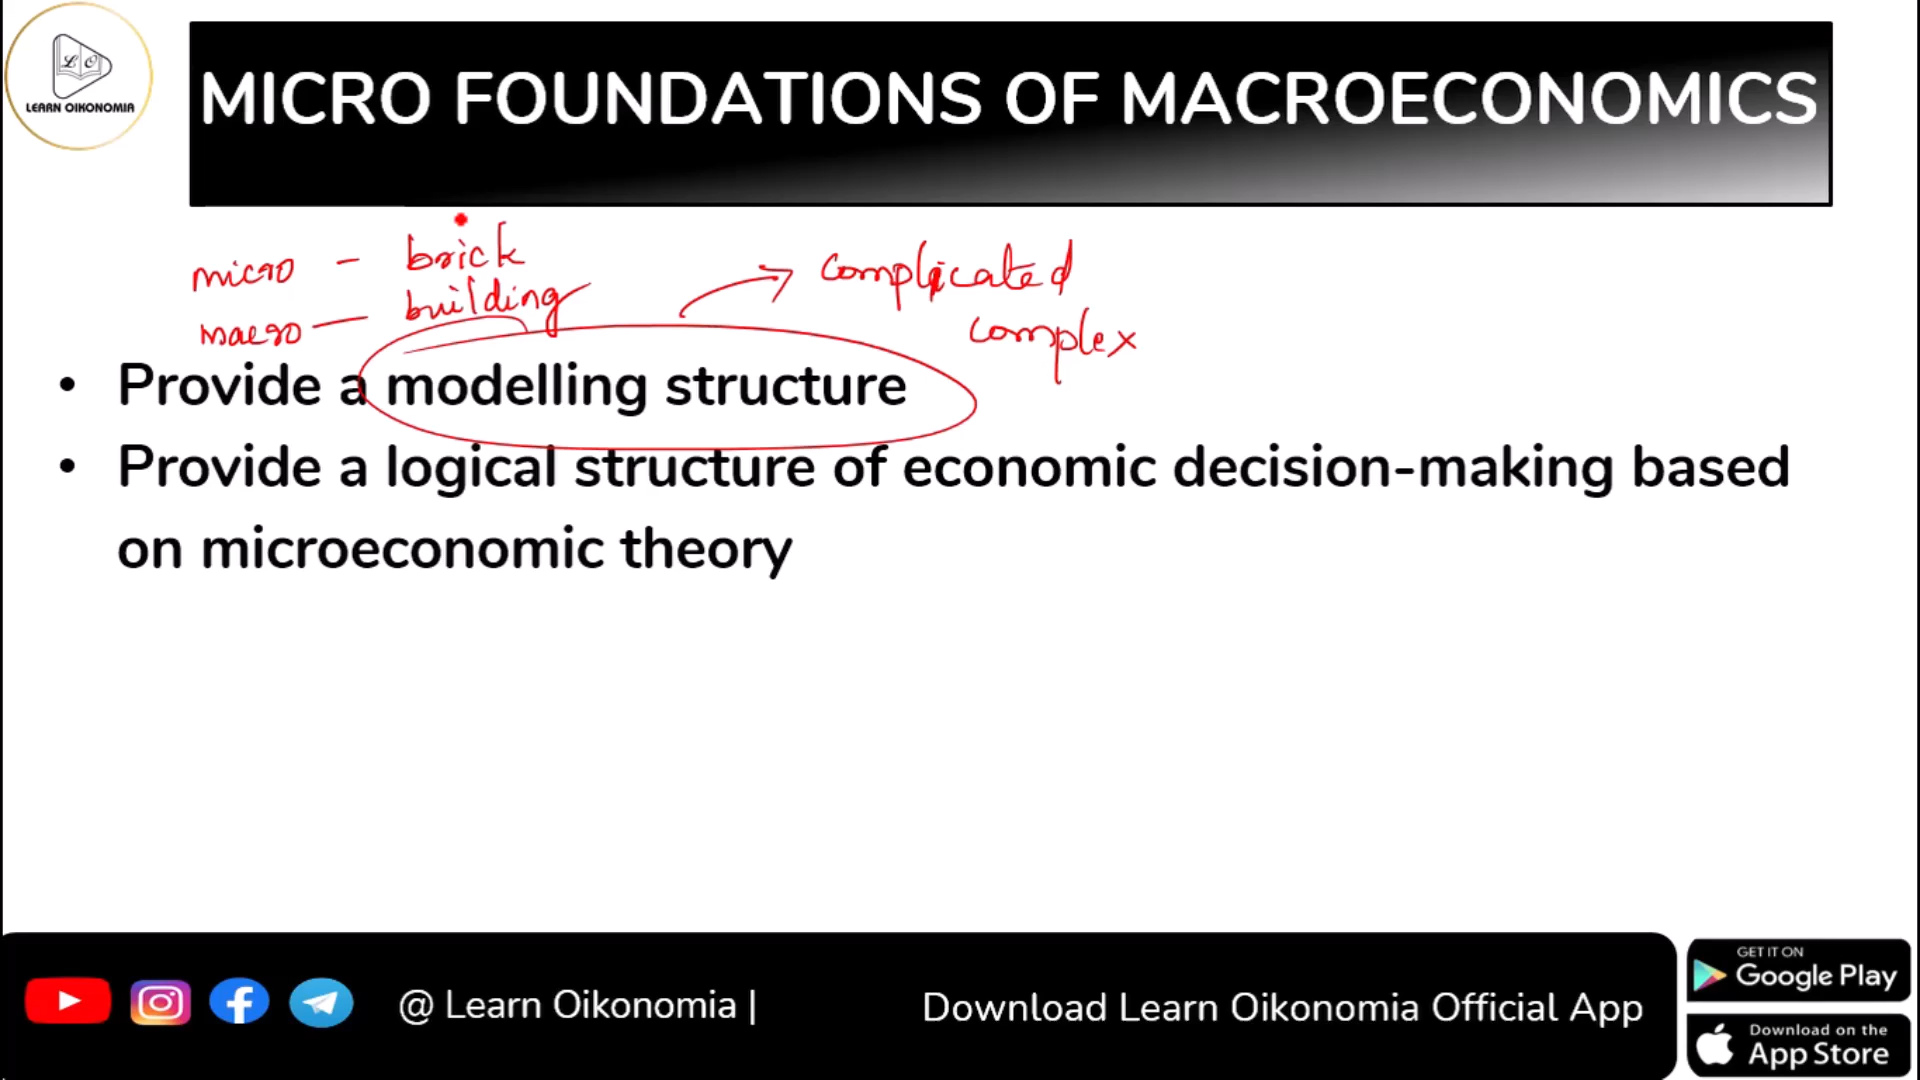 L O
LEARN OIKONOMIA
MICRO FOUNDATIONS OF MACROECONOMICS
micro - brick
macro - building
complicated
complex
• Provide a modelling structure
• Provide a logical structure of economic decision-making based
on microeconomic theory
@ Learn Oikonomia |
Download Learn Oikonomia Official App
GET IT ON
Google Play
Download on the
App Store